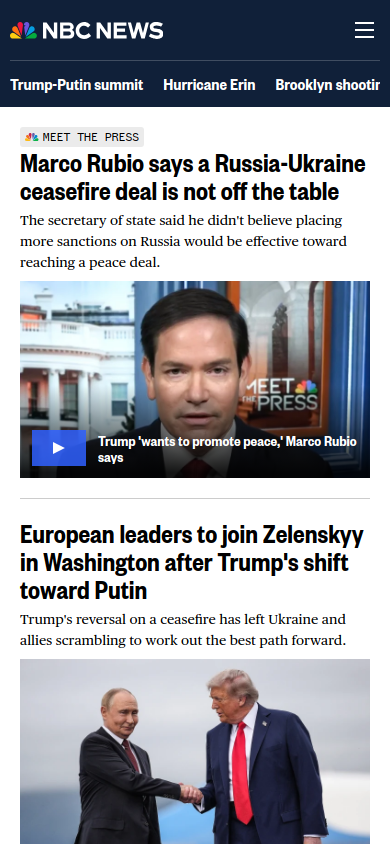 NBC NEWS
Trump-Putin summit Hurricane Erin Brooklyn shootin
MEET THE PRESS
Marco Rubio says a Russia-Ukraine
ceasefire deal is not off the table
The secretary of state said he didn't believe placing
more sanctions on Russia would be effective toward
reaching a peace deal.
MEET
THE PRESS
Trump 'wants to promote peace,' Marco Rubio
says
European leaders to join Zelenskyy
in Washington after Trump's shift
toward Putin
Trump's reversal on a ceasefire has left Ukraine and
allies scrambling to work out the best path forward.